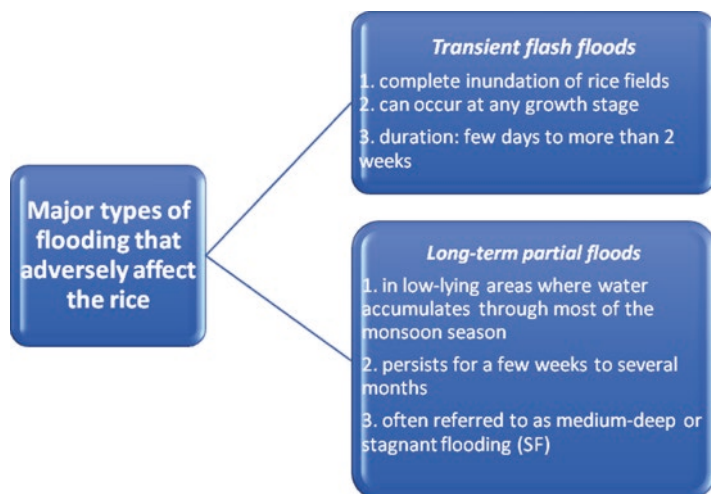 Major types of
flooding that
adversely affect
the rice
Transient flash floods
1. complete inundation of rice fields
2. can occur at any growth stage
3. duration: few days to more than 2
weeks
Long-term partial floods
1. in low-lying areas where water
accumulates through most of the
monsoon season
2. persists for a few weeks to several
months
3. often referred to as medium-deep or
stagnant flooding (SF)